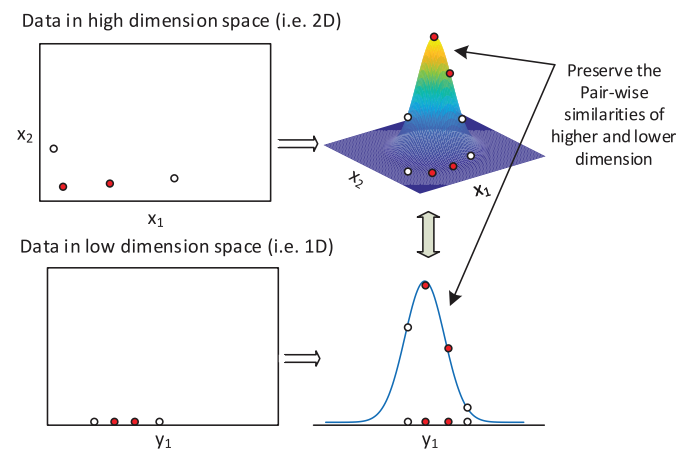 Data in high dimension space (i.e. 2D)
x2
x1
x2
x1
Preserve the
Pair-wise
similarities of
higher and lower
dimension
Data in low dimension space (i.e. 1D)
y1
y1